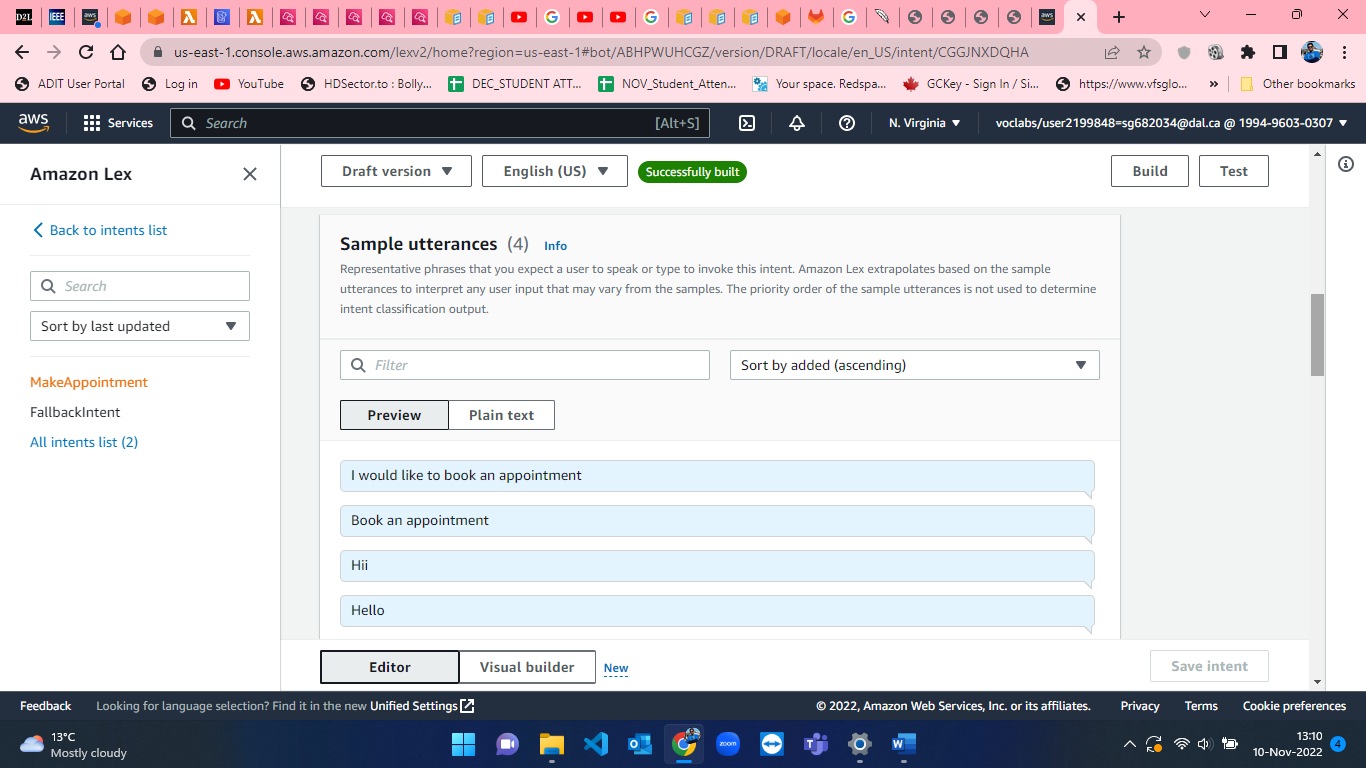 D2L
IEEE
us-east-1.console.aws.amazon.com/lexv2/home?region=us-east-1#bot/ABHPWUHCGZ/version/DRAFT/locale/en_US/intent/CGGJNXDQHA
ADIT User Portal
Log in
YouTube
HDSector.to : Bolly...
DEC_STUDENT ATT...
NOV_Student_Atten...
Your space. Redspa...
GCKey - Sign In / Si...
https://www.vfsglo...
»
Other bookmarks
aws
Services
Search
[Alt+S]
N. Virginia
voclabs/user2199848=sg682034@dal.ca @ 1994-9603-0307
Amazon Lex
Draft version
English (US)
Successfully built
Build
Test
Back to intents list
Search
Sort by last updated
MakeAppointment
FallbackIntent
All intents list (2)
Sample utterances (4) Info
Representative phrases that you expect a user to speak or type to invoke this intent. Amazon Lex extrapolates based on the sample
utterances to interpret any user input that may vary from the samples. The priority order of the sample utterances is not used to determine
intent classification output.
Filter
Sort by added (ascending)
Preview
Plain text
I would like to book an appointment
Book an appointment
Hii
Hello
Editor
Visual builder
New
Save intent
Feedback
Looking for language selection? Find it in the new Unified Settings
© 2022, Amazon Web Services, Inc. or its affiliates.
Privacy
Terms
Cookie preferences
13°C
Mostly cloudy
zoom
13:10
10-Nov-2022
4